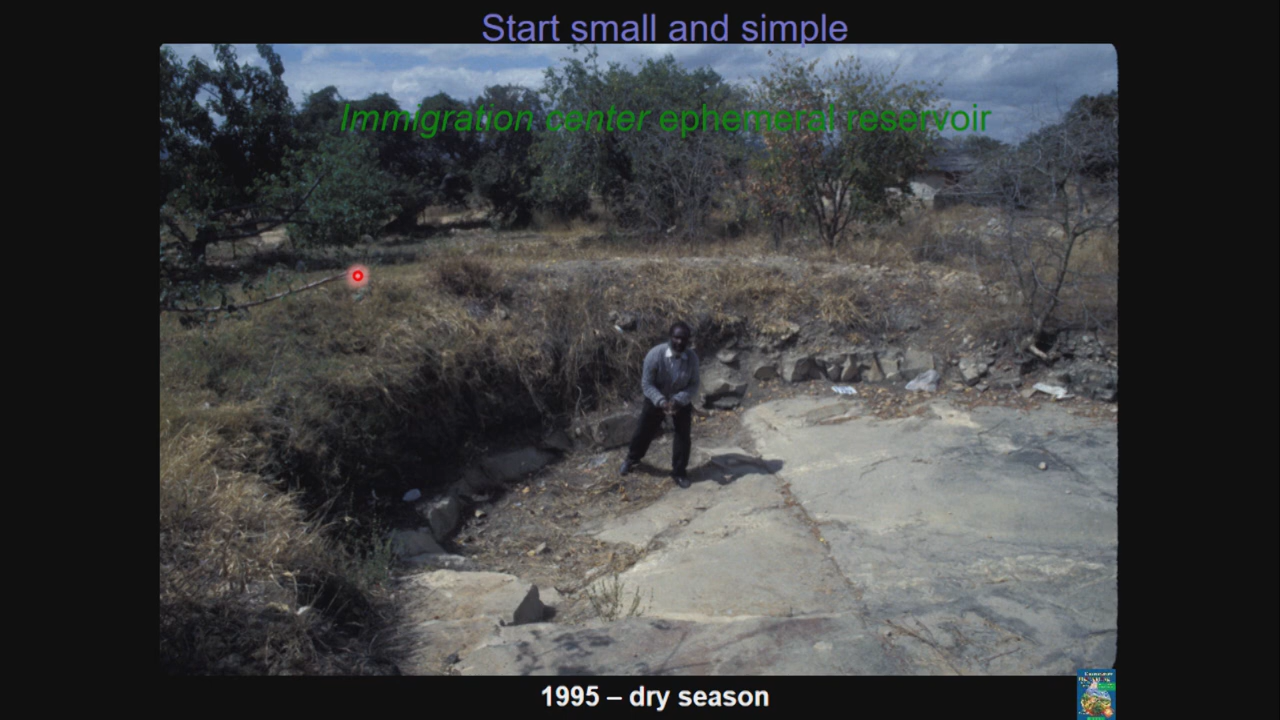 Start small and simple
Immigration center ephemeral reservoir
1995 – dry season